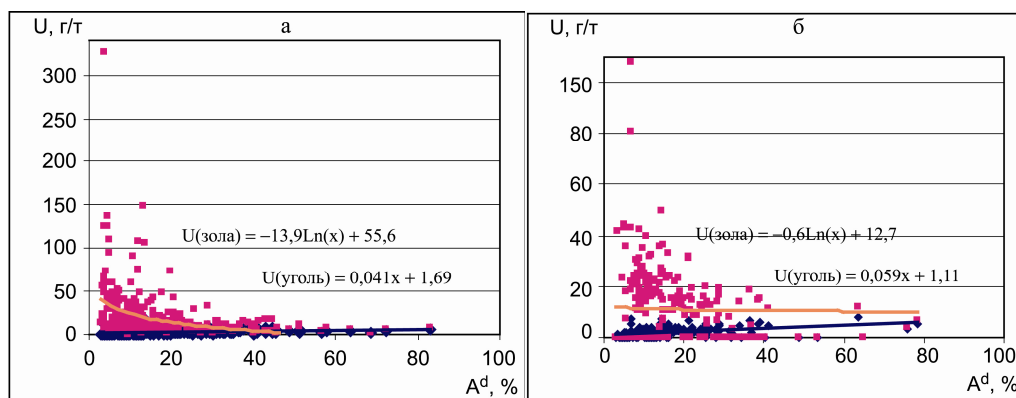 U, г/т
а
300
250
200
150
100
50
0
U(зола) = −13,9Ln(x) + 55,6
U(уголь) = 0,041x + 1,69
0 20 40 60 80 100
A^d, %
U, г/т
б
150
80
60
40
20
0
U(зола) = −0,6Ln(x) + 12,7
U(уголь) = 0,059x + 1,11
0 20 40 60 80 100
A^d, %